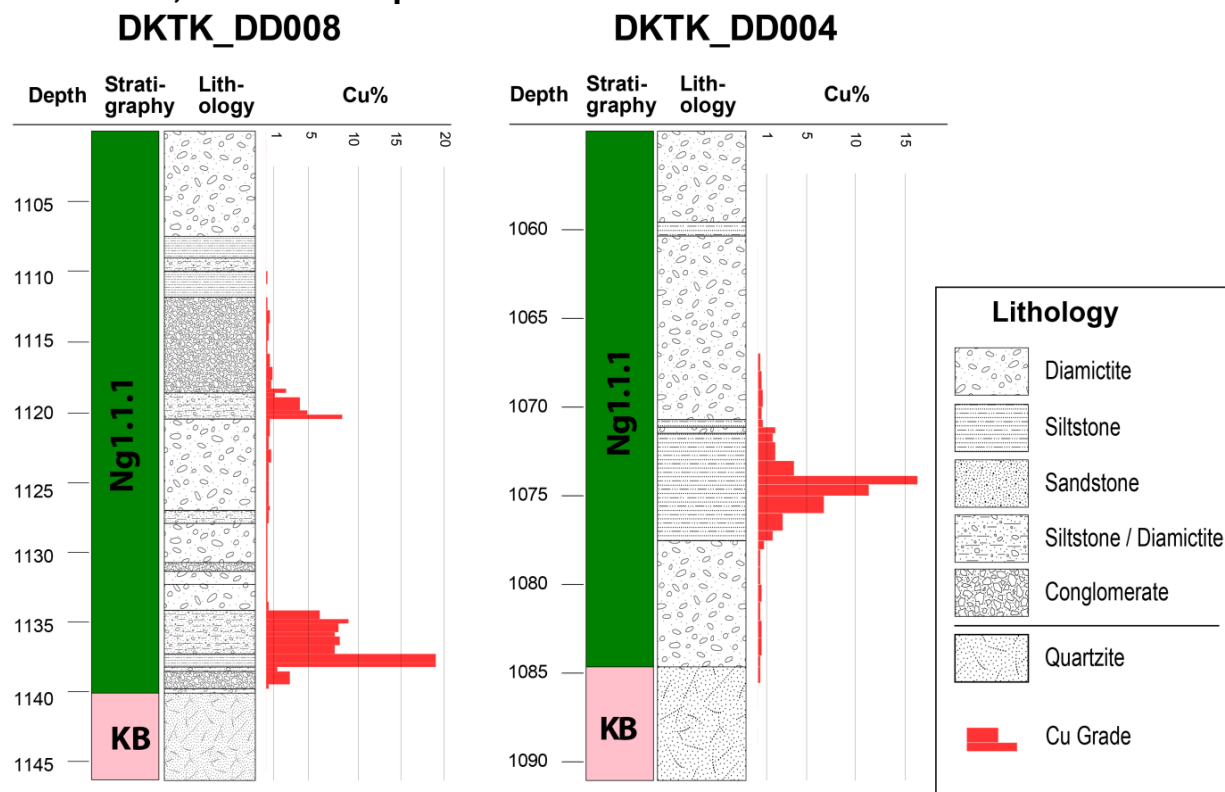 DKTK_DD008
Depth
Strati-
graphy
Lith-
ology
Cu%
1
5
10
15
20
1105
1110
1115
1120
1125
1130
1135
1140
1145
Ng1.1.1
KB
DKTK_DD004
Depth
Strati-
graphy
Lith-
ology
Cu%
1
5
10
15
1060
1065
1070
1075
1080
1085
1090
Ng1.1.1
KB
Lithology
Diamictite
Siltstone
Sandstone
Siltstone / Diamictite
Conglomerate
Quartzite
Cu Grade